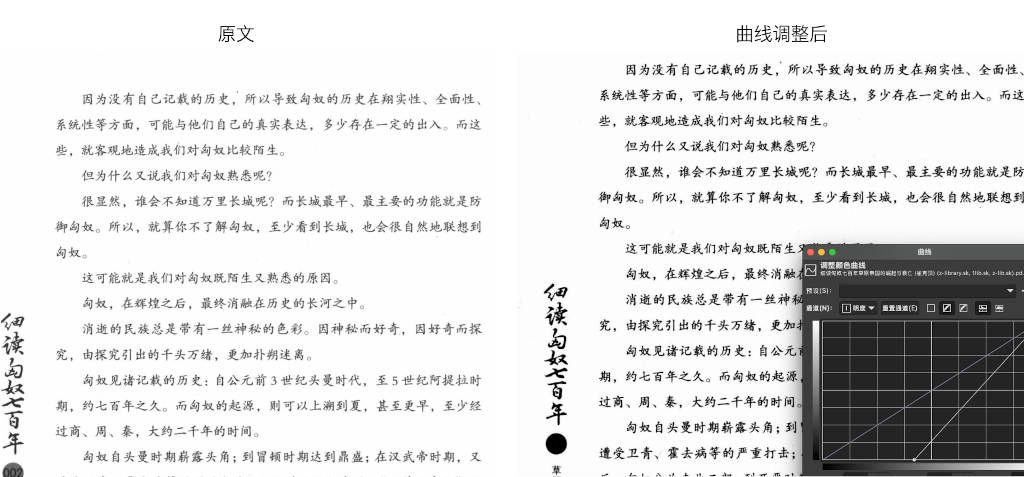 原文
因为没有自己记载的历史，所以导致匈奴的历史在翔实性、全面性、
系统性等方面，可能与他们自己的真实表达，多少存在一定的出入。而这
些，就客观地造成我们对匈奴比较陌生。
但为什么又说我们对匈奴熟悉呢？
很显然，谁会不知道万里长城呢？而长城最早、最主要的功能就是防
御匈奴。所以，就算你不了解匈奴，至少看到长城，也会很自然地联想到
匈奴。
这可能就是我们对匈奴既陌生又熟悉的原因。
匈奴，在辉煌之后，最终消融在历史的长河之中。
消逝的民族总是带有一丝神秘的色彩。因神秘而好奇，因好奇而探
究，由探究引出的千头万绪，更加扑朔迷离。
匈奴见诸记载的历史：自公元前3世纪头曼时代，至5世纪阿提拉时
期，约七百年之久。而匈奴的起源，则可以上溯到夏，甚至更早，至少经
过商、周、秦，大约二千年的时间。
匈奴自头曼时期崭露头角；到冒顿时期达到鼎盛；在汉武帝时期，又
细读匈奴七百年
002
曲线调整后
因为没有自己记载的历史，所以导致匈奴的历史在翔实性、全面性、
系统性等方面，可能与他们自己的真实表达，多少存在一定的出入。而这
些，就客观地造成我们对匈奴比较陌生。
但为什么又说我们对匈奴熟悉呢？
很显然，谁会不知道万里长城呢？而长城最早、最主要的功能就是防
御匈奴。所以，就算你不了解匈奴，至少看到长城，也会很自然地联想到
匈奴。
这可能就是我们对匈奴既陌生
匈奴，在辉煌之后，最终消融
消逝的民族总是带有一丝神秘
究，由探究引出的千头万绪，更加扑
匈奴见诸记载的历史：自公元前
期，约七百年之久。而匈奴的起源，
过商、周、秦，大约二千年的时间。
匈奴自头曼时期崭露头角；到冒
遭受卫青、霍去病等的严重打击；
细读匈奴七百年
草
曲线
调整颜色曲线
预设(S):
通道(N):
明度
重置通道(E)